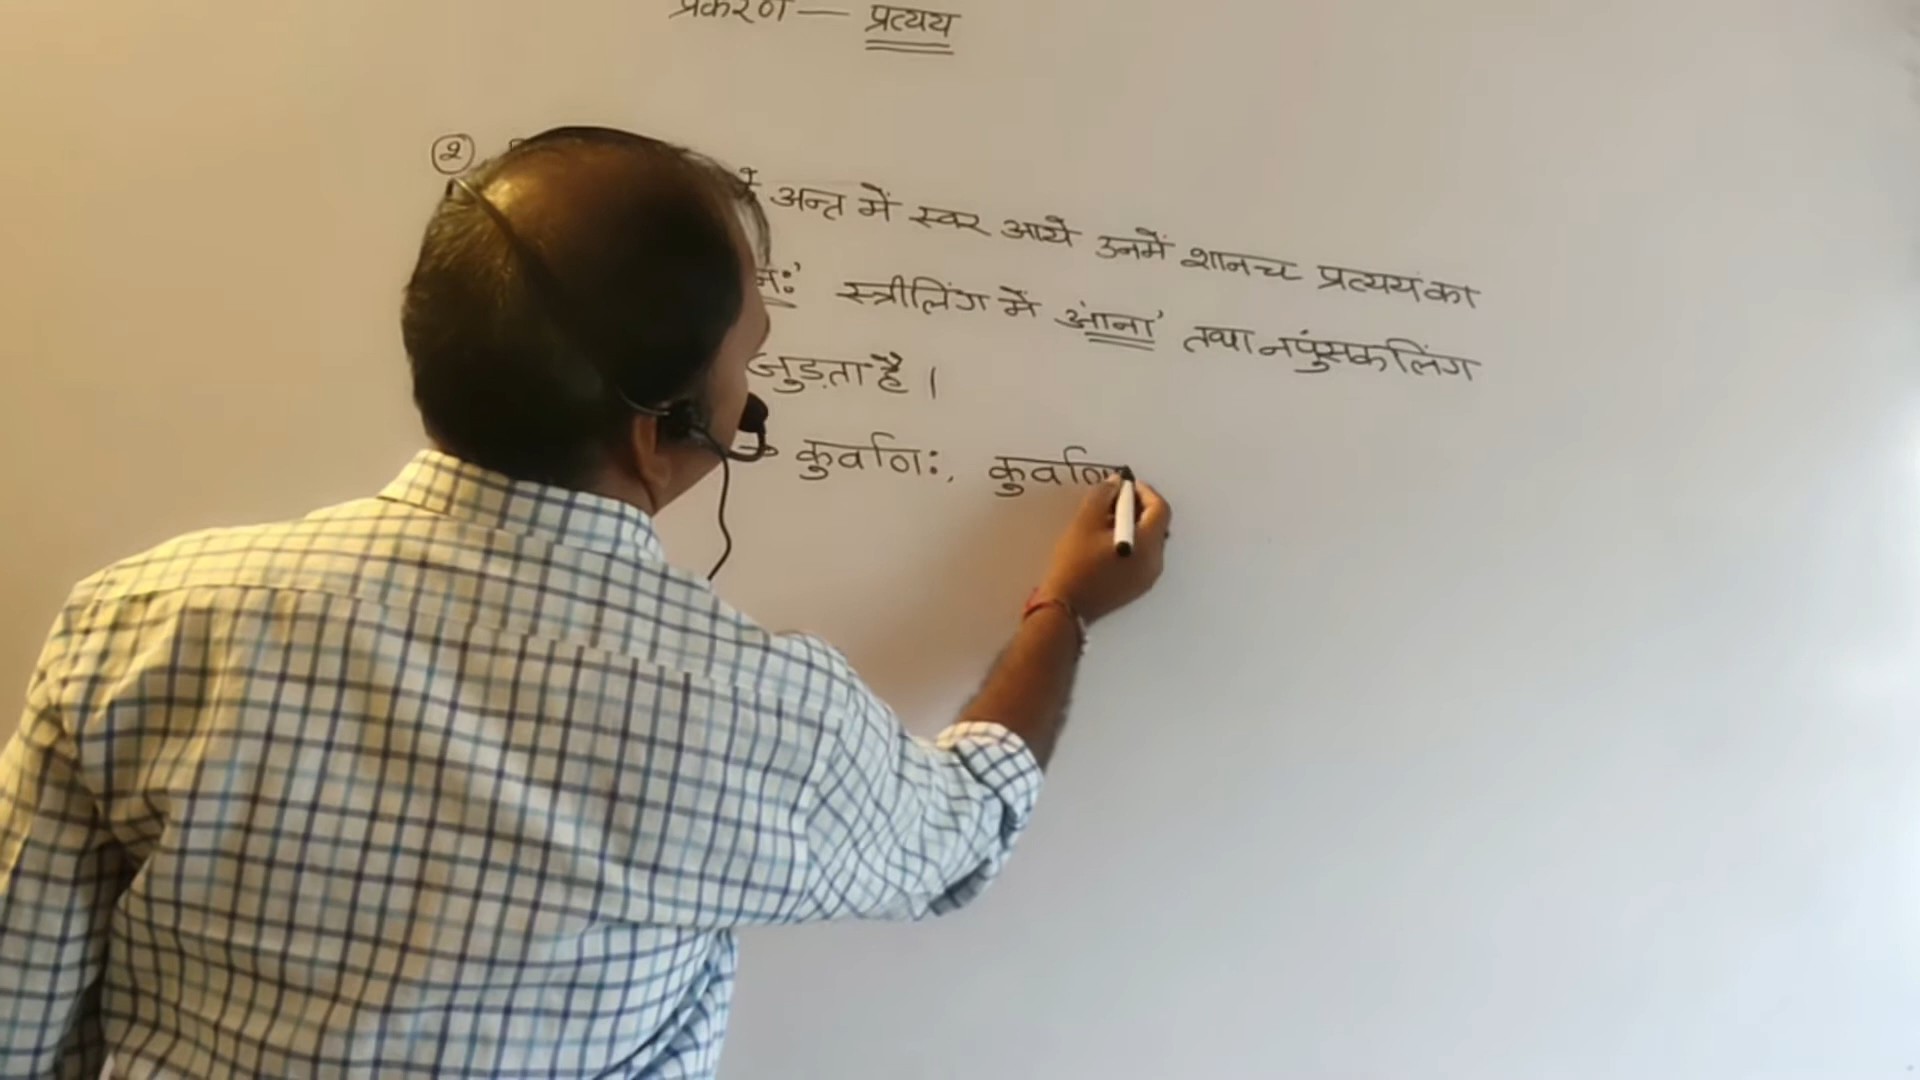 प्रकरण — प्रत्यय
② अन्त में स्वर आये उनमें शानच प्रत्यय का
नः' स्त्रीलिंग में आना' तथा नपुंसकलिंग
जुड़ता है ।
कुर्वाणः, कुर्वाण